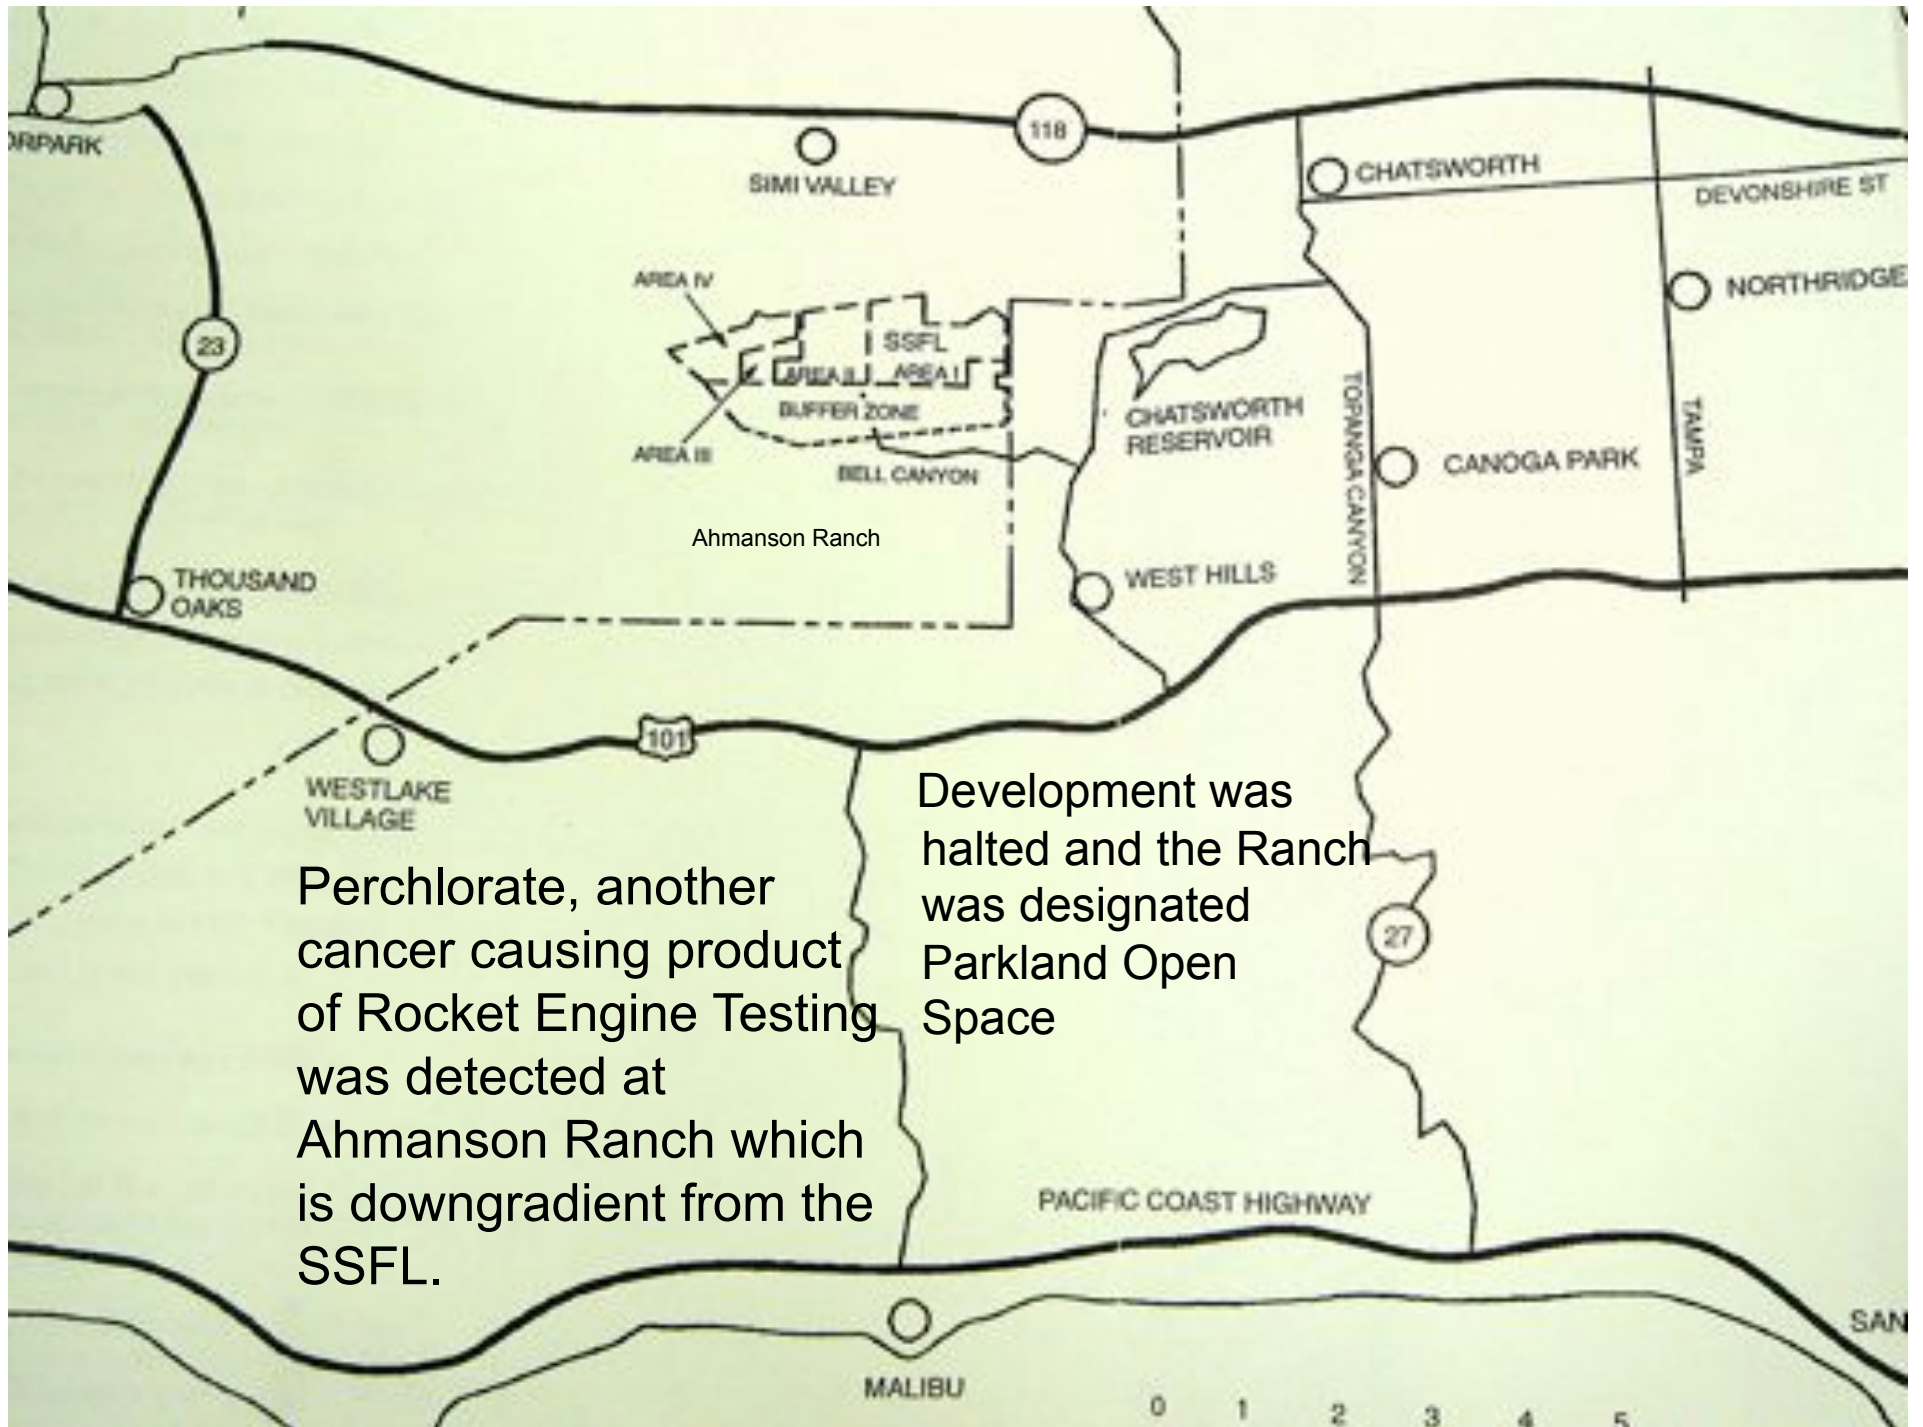 118
ORPARK
SIMI VALLEY
CHATSWORTH
DEVONSHIRE ST
NORTHRIDGE
AREA IV
23
SSFL
AREA II
AREA I
BUFFER ZONE
AREA III
BELL CANYON
CHATSWORTH
RESERVOIR
TOPANGA CANYON
TAMPA
CANOGA PARK
Ahmanson Ranch
THOUSAND
OAKS
WEST HILLS
101
WESTLAKE
VILLAGE
Perchlorate, another
cancer causing product
of Rocket Engine Testing
was detected at
Ahmanson Ranch which
is downgradient from the
SSFL.
Development was
halted and the Ranch
was designated
Parkland Open
Space
27
PACIFIC COAST HIGHWAY
SAN
MALIBU
0 1 2 3 4 5